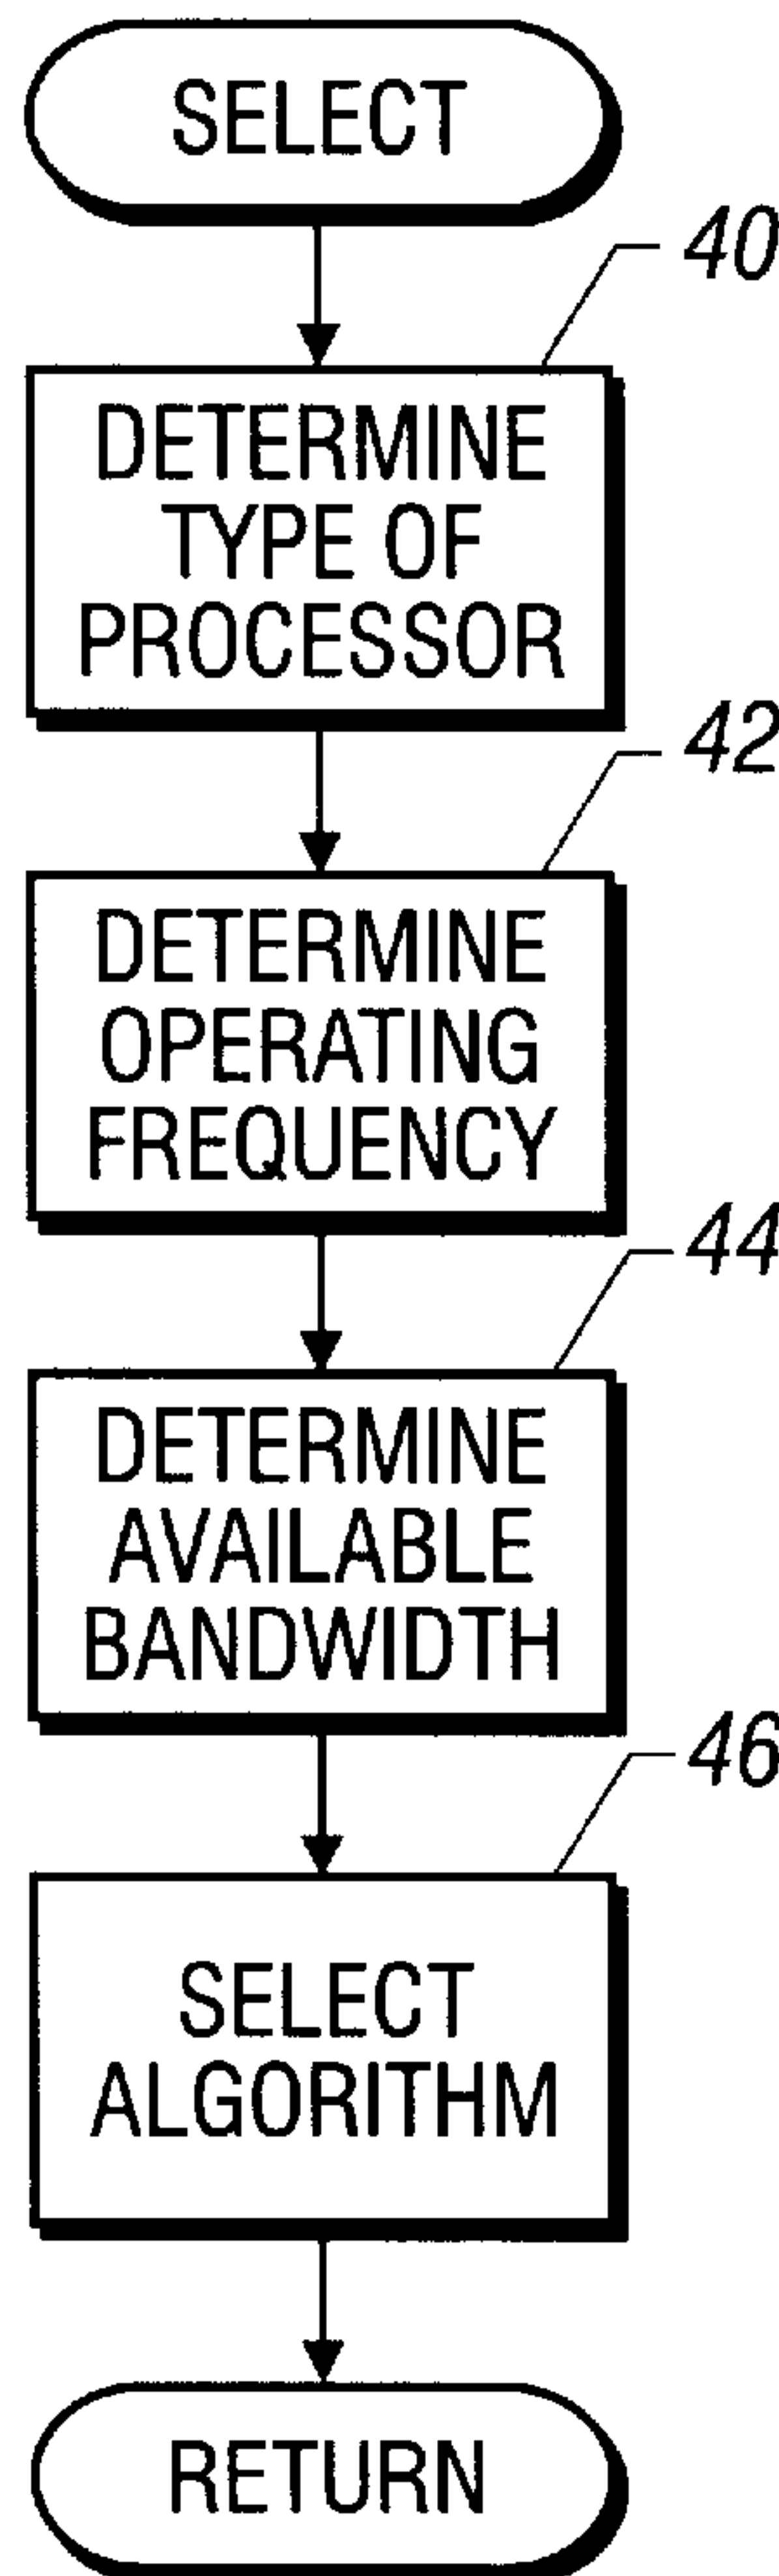 SELECT
40
DETERMINE
TYPE OF
PROCESSOR
42
DETERMINE
OPERATING
FREQUENCY
44
DETERMINE
AVAILABLE
BANDWIDTH
46
SELECT
ALGORITHM
RETURN